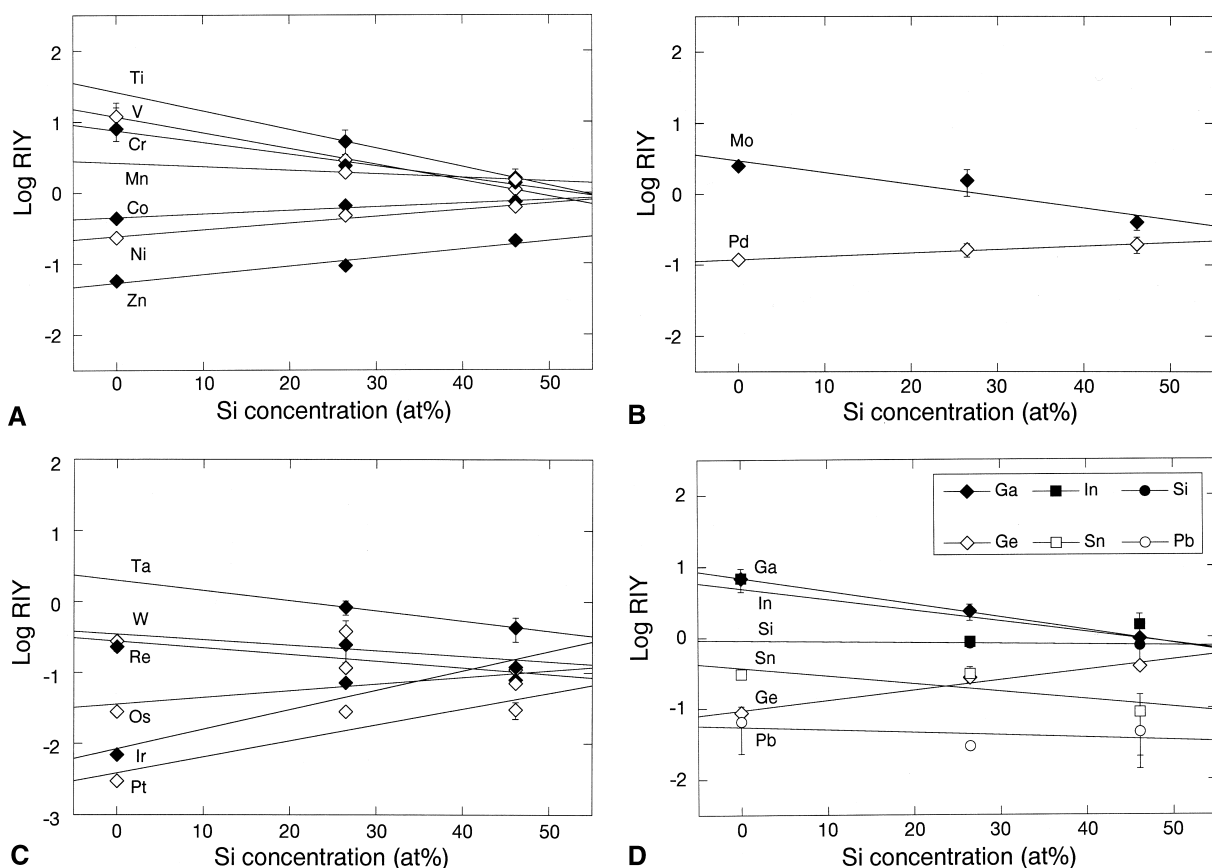 2
1
0
-1
-2
Log RIY
Ti
V
Cr
Mn
Co
Ni
Zn
0 10 20 30 40 50
Si concentration (at%)
A
2
1
0
-1
-2
Log RIY
Mo
Pd
0 10 20 30 40 50
Si concentration (at%)
B
2
1
0
-1
-2
-3
Log RIY
Ta
W
Re
Os
Ir
Pt
0 10 20 30 40 50
Si concentration (at%)
C
2
1
0
-1
-2
Log RIY
Ga In Si
Ge Sn Pb
Ga
In
Si
Sn
Ge
Pb
0 10 20 30 40 50
Si concentration (at%)
D